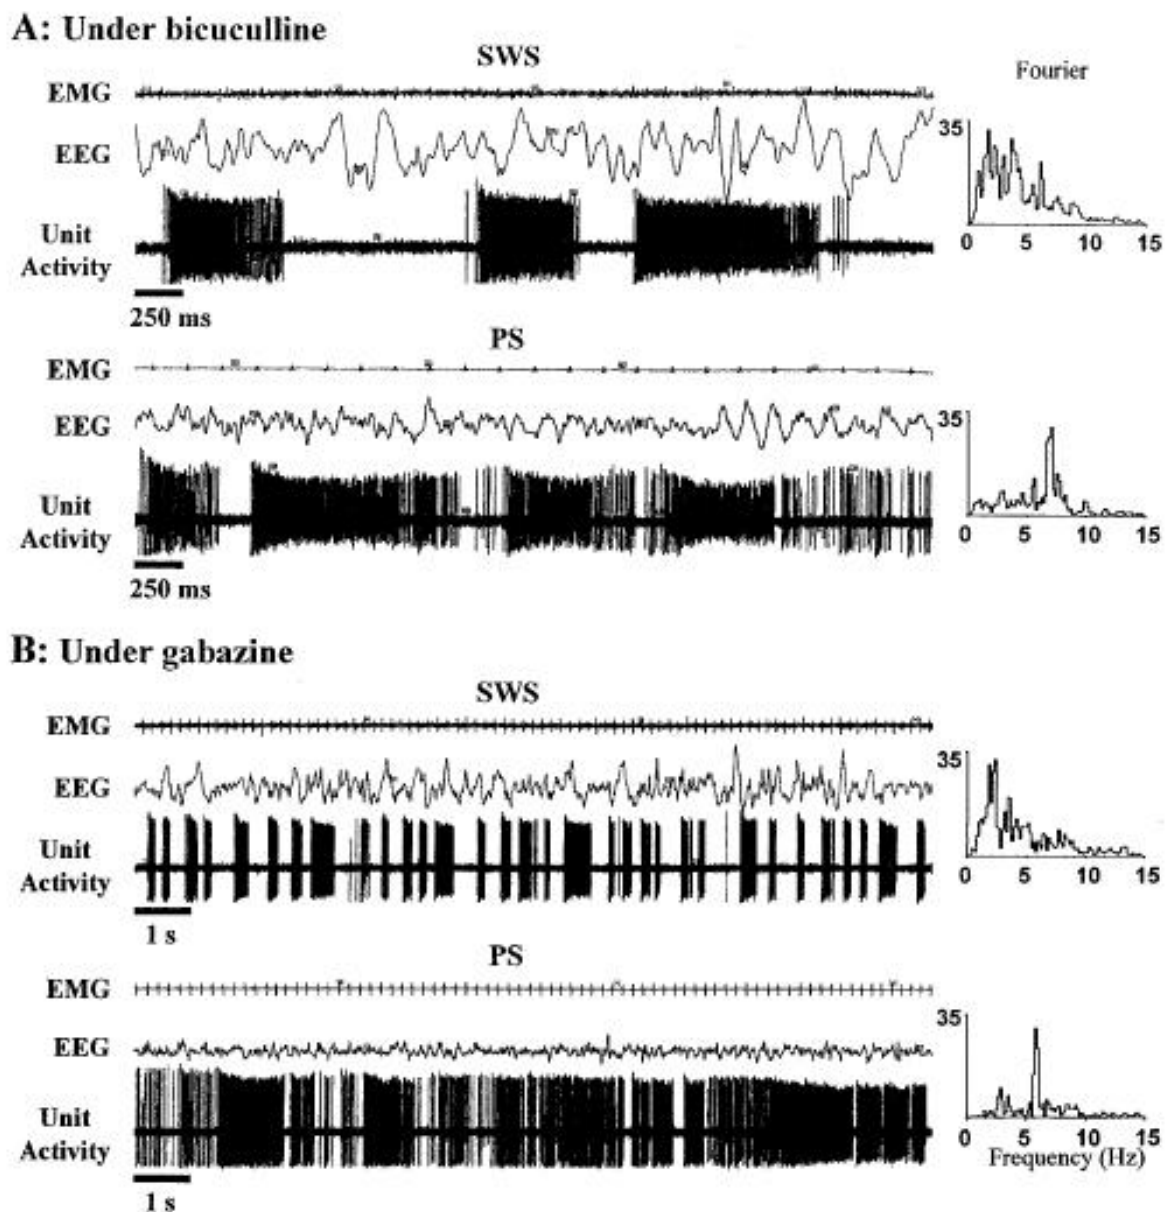 A: Under bicuculline
SWS
Fourier
EMG
EEG
35
Unit
Activity
0 5 10 15
250 ms
PS
EMG
EEG
35
Unit
Activity
0 5 10 15
250 ms
B: Under gabazine
SWS
EMG
EEG
35
Unit
Activity
0 5 10 15
1 s
PS
EMG
35
EEG
Unit
Activity
0 5 10 15
Frequency (Hz)
1 s